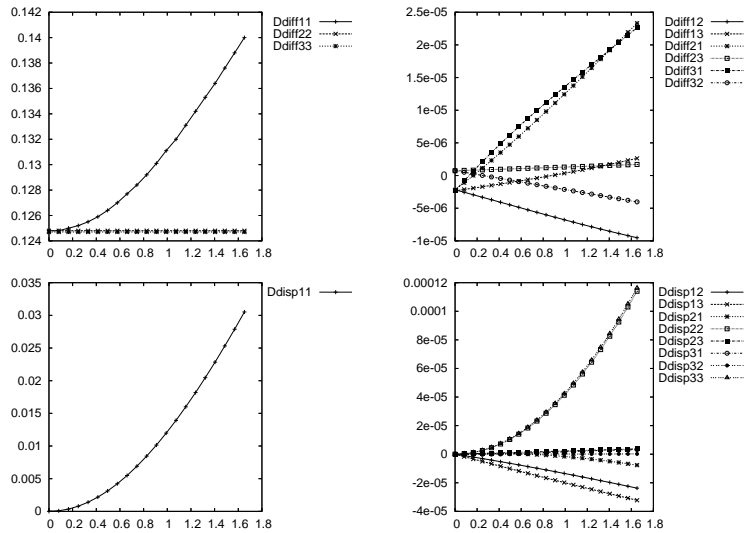 0.142
0.14
0.138
0.136
0.134
0.132
0.13
0.128
0.126
0.124
0 0.2 0.4 0.6 0.8 1 1.2 1.4 1.6 1.8
Ddiff11
Ddiff22
Ddiff33
2.5e-05
2e-05
1.5e-05
1e-05
5e-06
0
-5e-06
-1e-05
0 0.2 0.4 0.6 0.8 1 1.2 1.4 1.6 1.8
Ddiff12
Ddiff13
Ddiff21
Ddiff23
Ddiff31
Ddiff32
0.035
0.03
0.025
0.02
0.015
0.01
0.005
0
0 0.2 0.4 0.6 0.8 1 1.2 1.4 1.6 1.8
Ddisp11
0.00012
0.0001
8e-05
6e-05
4e-05
2e-05
0
-2e-05
-4e-05
0 0.2 0.4 0.6 0.8 1 1.2 1.4 1.6 1.8
Ddisp12
Ddisp13
Ddisp21
Ddisp22
Ddisp23
Ddisp31
Ddisp32
Ddisp33